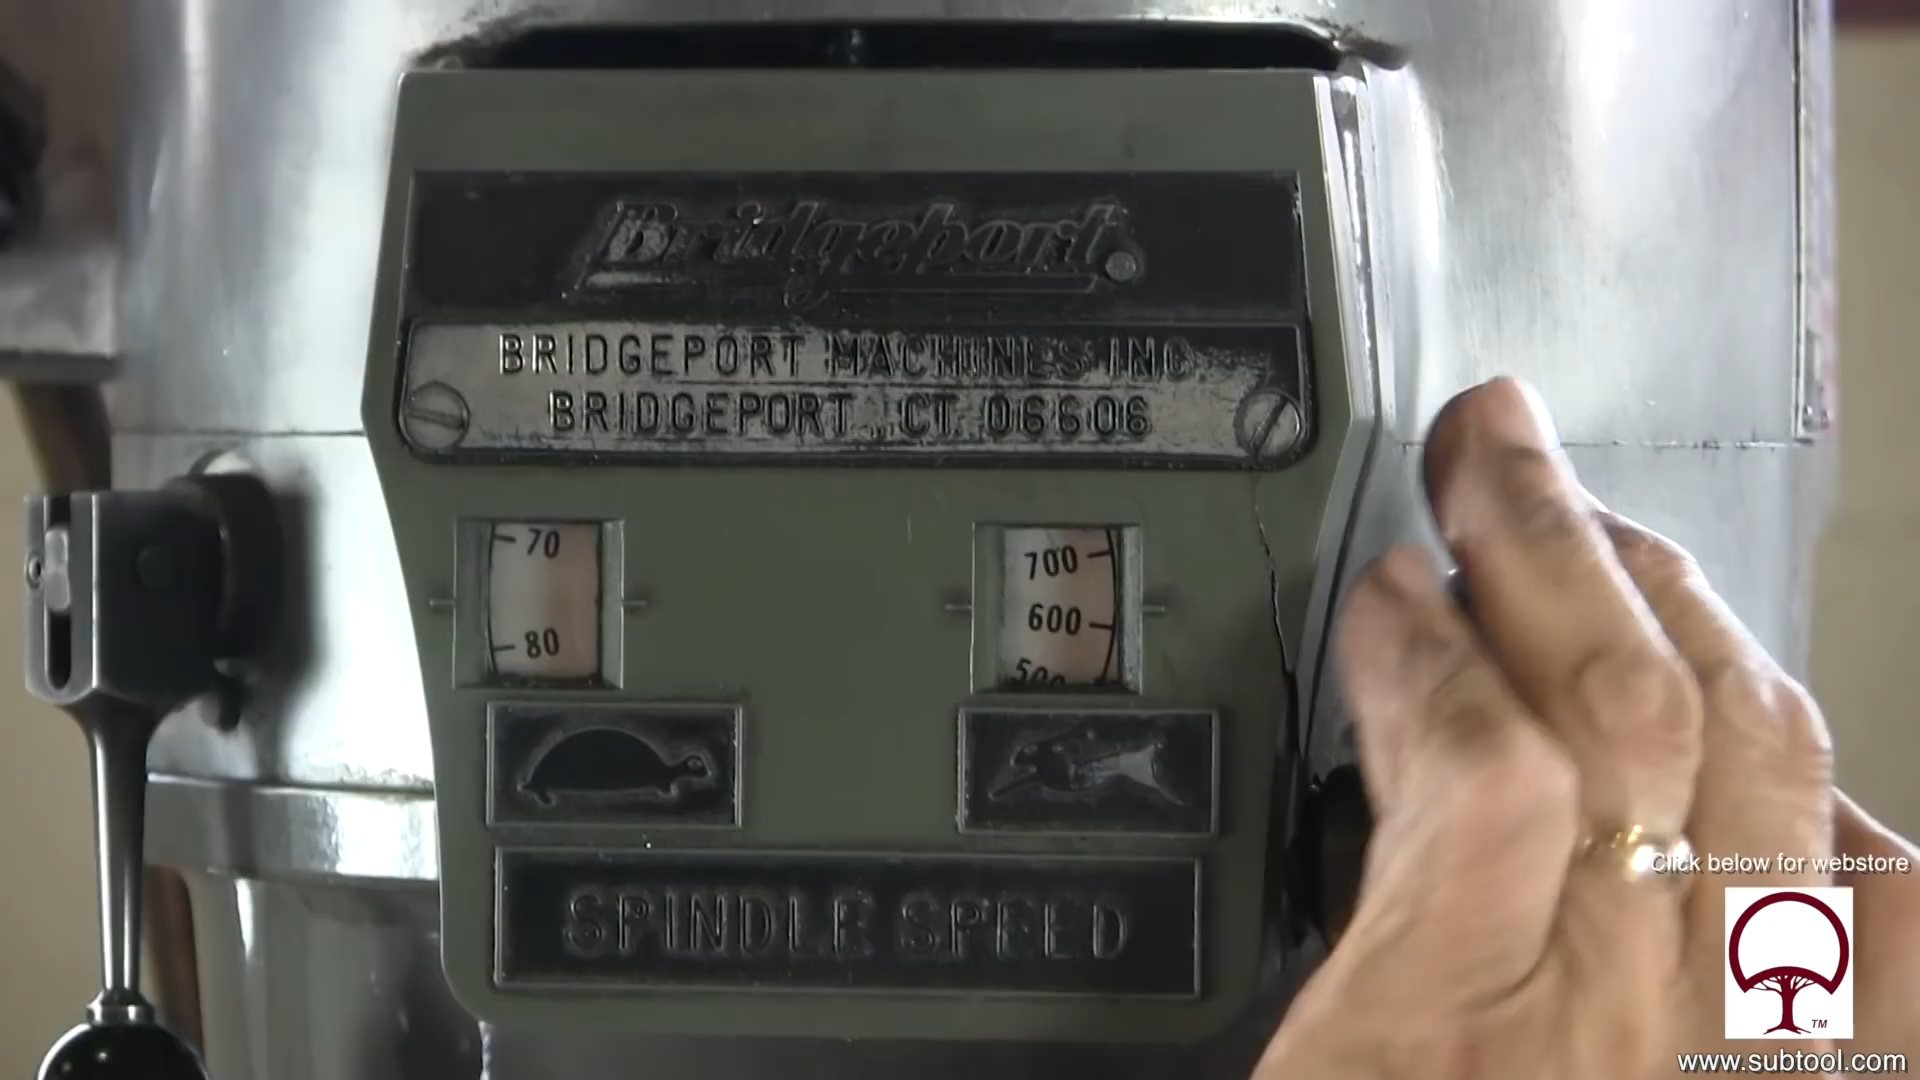 Bridgeport
BRIDGEPORT MACHINES INC
BRIDGEPORT, CT 06606
70
80
700
600
500
SPINDLE SPEED
Click below for webstore
TM
www.subtool.com